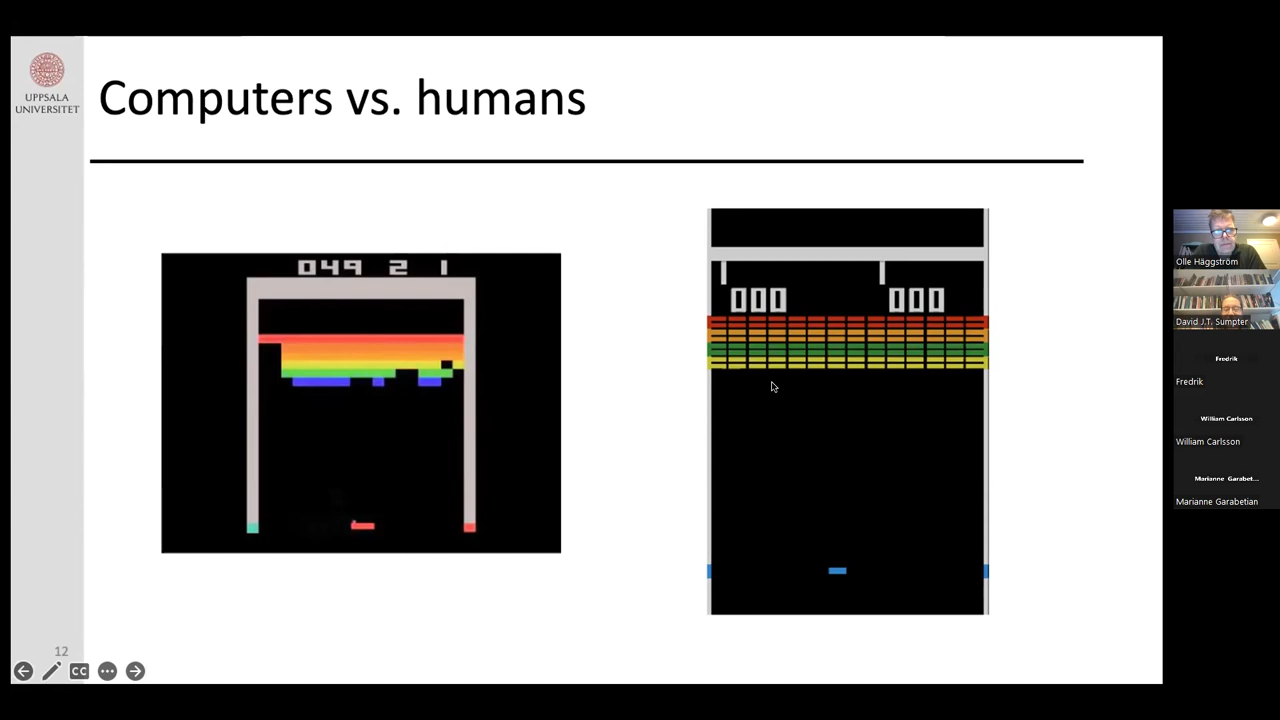 UPPSALA
UNIVERSITET
Computers vs. humans
049 2 1
000 000
12
CC
Olle Häggström
David J.T. Sumpter
Fredrik
Fredrik
William Carlsson
William Carlsson
Marianne Garabet...
Marianne Garabetian